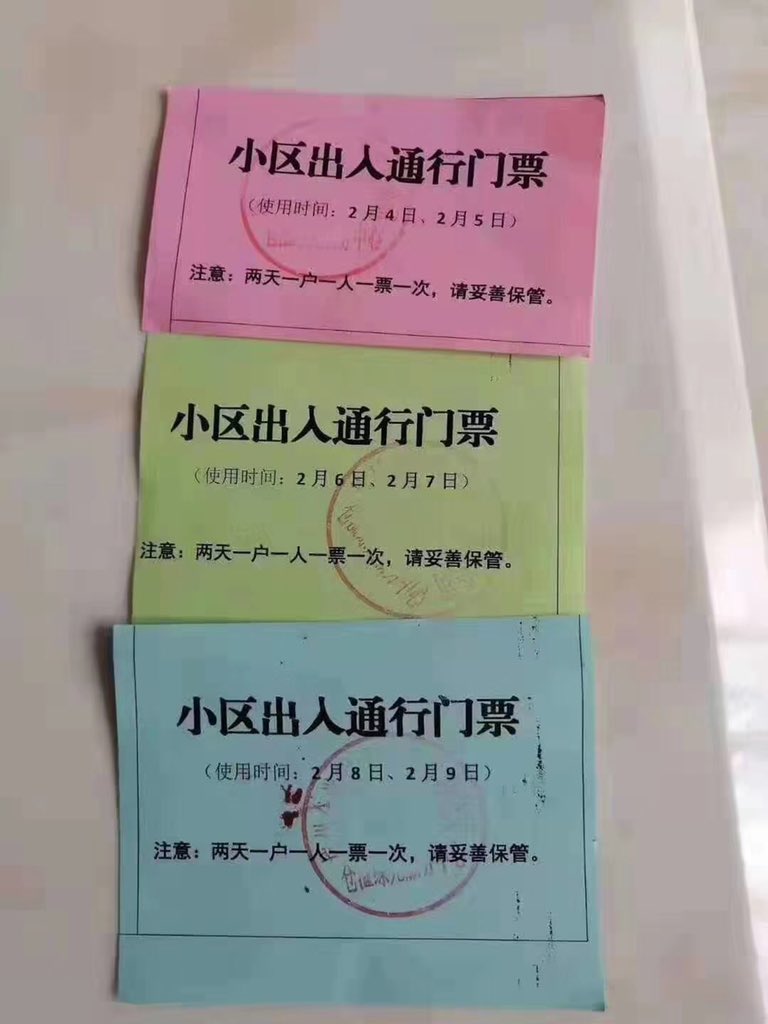 小区出入通行门票
（使用时间：2月4日、2月5日）
注意：两天一户一人一票一次，请妥善保管。
小区出入通行门票
（使用时间：2月6日、2月7日）
注意：两天一户一人一票一次，请妥善保管。
小区出入通行门票
（使用时间：2月8日、2月9日）
注意：两天一户一人一票一次，请妥善保管。